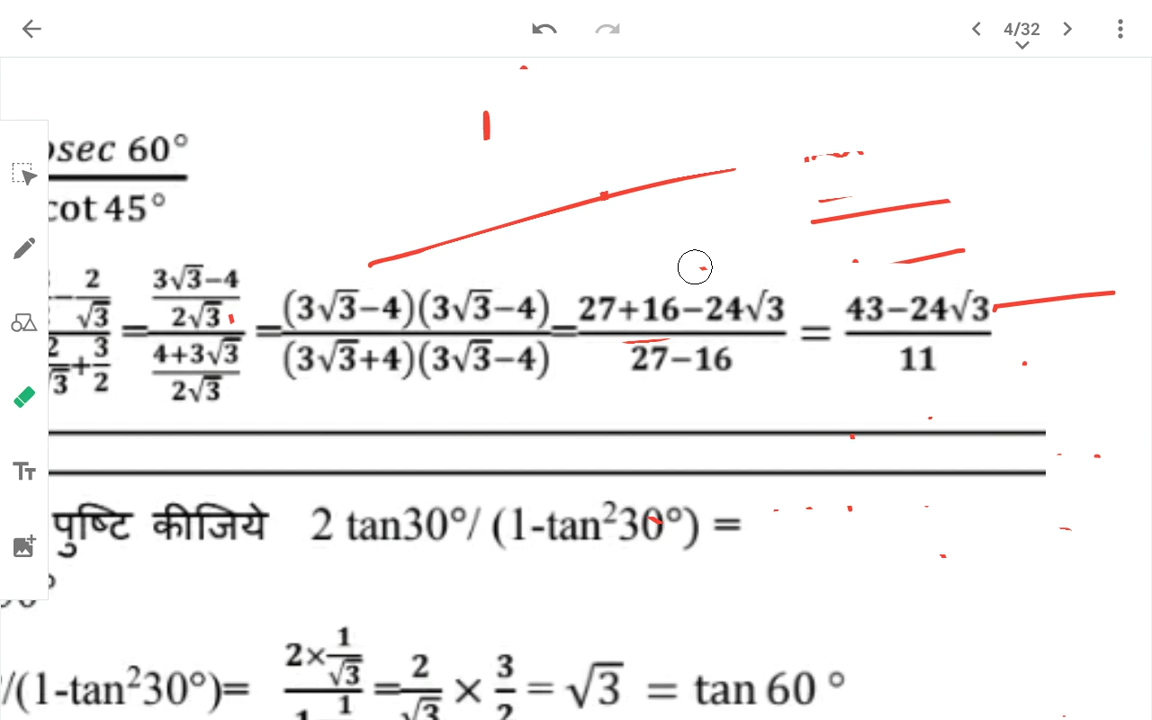 4/32
sec 60°
cot 45°
− 2/√3 / 2/√3 + 3/2 = (3√3−4)/(2√3) / (4+3√3)/(2√3) = (3√3−4)(3√3−4)/(3√3+4)(3√3−4) = 27+16−24√3/27−16 = 43−24√3/11
पुष्टि कीजिये 2 tan30°/ (1-tan²30°) =
/(1-tan²30°)= 2×1/√3 / 1− 1 = 2/√3 × 3/2 = √3 = tan 60 °